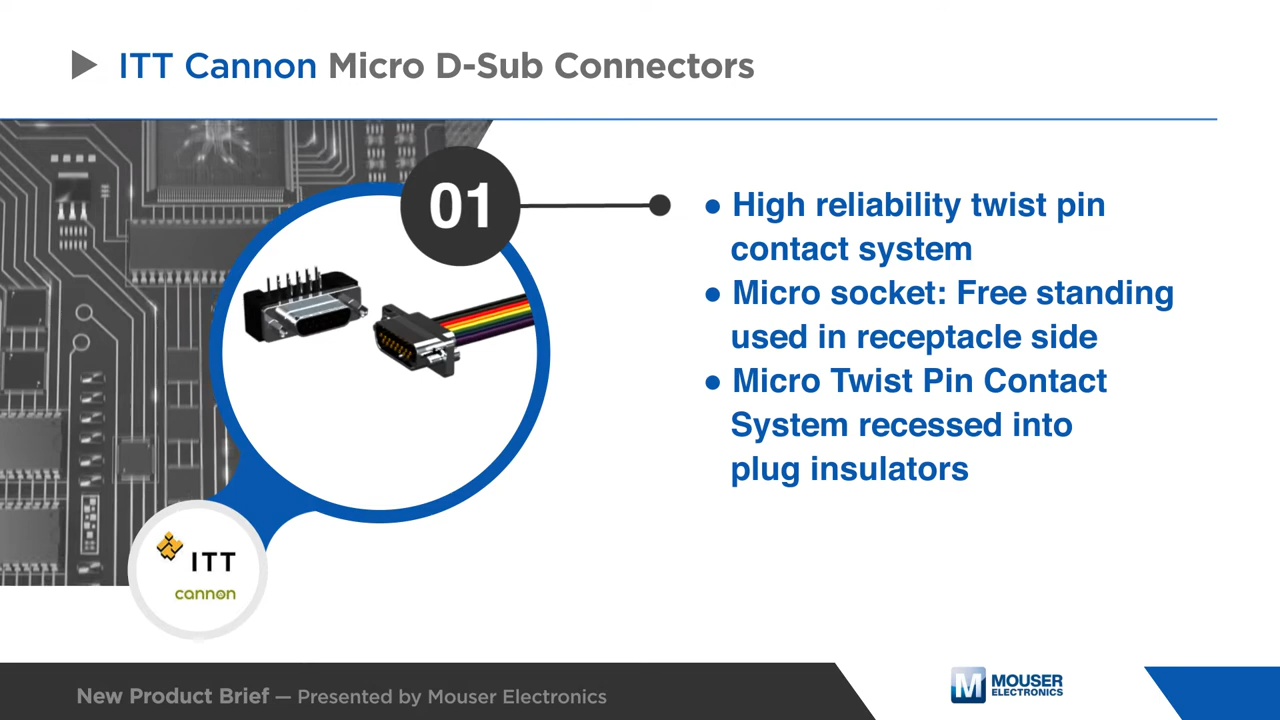 ITT Cannon Micro D-Sub Connectors
01
● High reliability twist pin
contact system
● Micro socket: Free standing
used in receptacle side
● Micro Twist Pin Contact
System recessed into
plug insulators
ITT
cannon
New Product Brief — Presented by Mouser Electronics
M MOUSER
ELECTRONICS